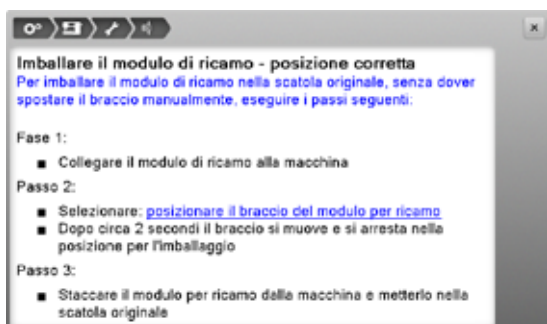 Imballare il modulo di ricamo - posizione corretta
Per imballare il modulo di ricamo nella scatola originale, senza dover
spostare il braccio manualmente, eseguire i passi seguenti:
Fase 1:
■ Collegare il modulo di ricamo alla macchina
Passo 2:
■ Selezionare: posizionare il braccio del modulo per ricamo
■ Dopo circa 2 secondi il braccio si muove e si arresta nella
posizione per l'imballaggio
Passo 3:
■ Staccare il modulo per ricamo dalla macchina e metterlo nella
scatola originale